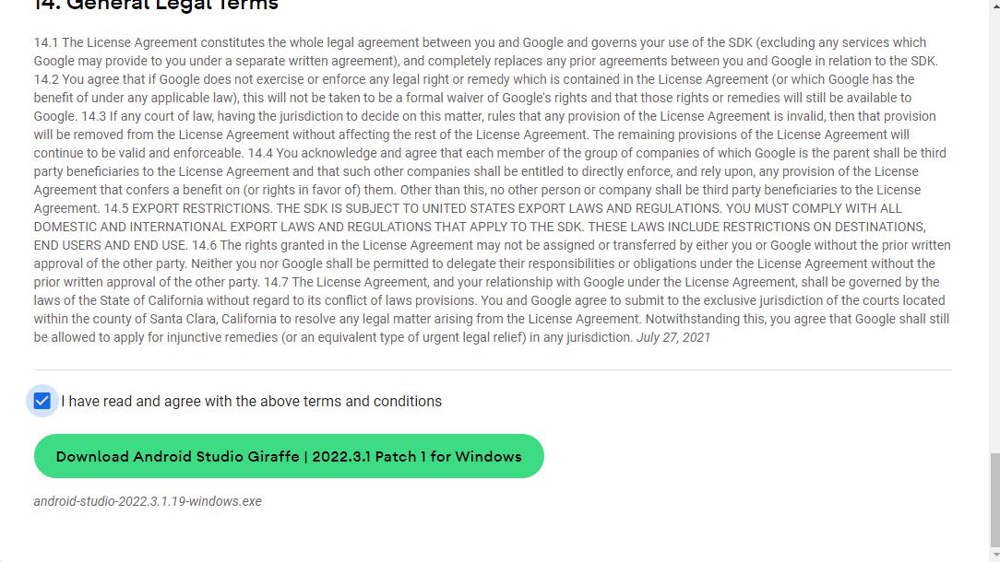 14. General Legal Terms
14.1 The License Agreement constitutes the whole legal agreement between you and Google and governs your use of the SDK (excluding any services which
Google may provide to you under a separate written agreement), and completely replaces any prior agreements between you and Google in relation to the SDK.
14.2 You agree that if Google does not exercise or enforce any legal right or remedy which is contained in the License Agreement (or which Google has the
benefit of under any applicable law), this will not be taken to be a formal waiver of Google's rights and that those rights or remedies will still be available to
Google. 14.3 If any court of law, having the jurisdiction to decide on this matter, rules that any provision of the License Agreement is invalid, then that provision
will be removed from the License Agreement without affecting the rest of the License Agreement. The remaining provisions of the License Agreement will
continue to be valid and enforceable. 14.4 You acknowledge and agree that each member of the group of companies of which Google is the parent shall be third
party beneficiaries to the License Agreement and that such other companies shall be entitled to directly enforce, and rely upon, any provision of the License
Agreement that confers a benefit on (or rights in favor of) them. Other than this, no other person or company shall be third party beneficiaries to the License
Agreement. 14.5 EXPORT RESTRICTIONS. THE SDK IS SUBJECT TO UNITED STATES EXPORT LAWS AND REGULATIONS. YOU MUST COMPLY WITH ALL
DOMESTIC AND INTERNATIONAL EXPORT LAWS AND REGULATIONS THAT APPLY TO THE SDK. THESE LAWS INCLUDE RESTRICTIONS ON DESTINATIONS,
END USERS AND END USE. 14.6 The rights granted in the License Agreement may not be assigned or transferred by either you or Google without the prior written
approval of the other party. Neither you nor Google shall be permitted to delegate their responsibilities or obligations under the License Agreement without the
prior written approval of the other party. 14.7 The License Agreement, and your relationship with Google under the License Agreement, shall be governed by the
laws of the State of California without regard to its conflict of laws provisions. You and Google agree to submit to the exclusive jurisdiction of the courts located
within the county of Santa Clara, California to resolve any legal matter arising from the License Agreement. Notwithstanding this, you agree that Google shall still
be allowed to apply for injunctive remedies (or an equivalent type of urgent legal relief) in any jurisdiction. July 27, 2021
I have read and agree with the above terms and conditions
Download Android Studio Giraffe | 2022.3.1 Patch 1 for Windows
android-studio-2022.3.1.19-windows.exe